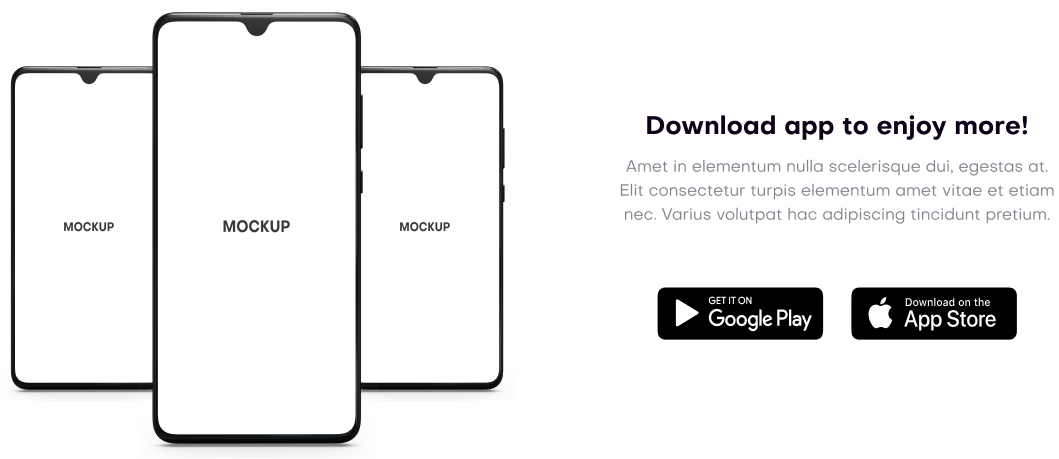 MOCKUP
MOCKUP
MOCKUP
Download app to enjoy more!
Amet in elementum nulla scelerisque dui, egestas at.
Elit consectetur turpis elementum amet vitae et etiam
nec. Varius volutpat hac adipiscing tincidunt pretium.
GET IT ON
Google Play
Download on the
App Store